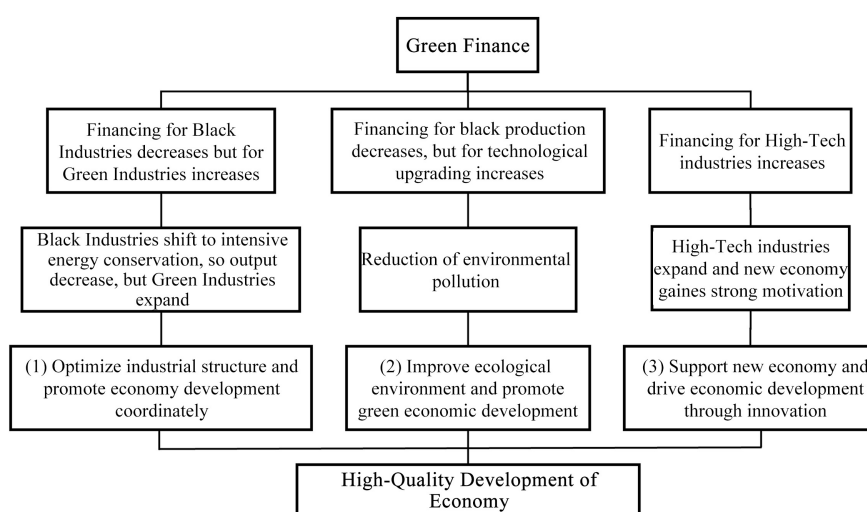 Green Finance
Financing for Black
Industries decreases but for
Green Industries increases
Financing for black production
decreases, but for technological
upgrading increases
Financing for High-Tech
industries increases
Black Industries shift to intensive
energy conservation, so output
decrease, but Green Industries
expand
Reduction of environmental
pollution
High-Tech industries
expand and new economy
gaines strong motivation
(1) Optimize industrial structure and
promote economy development
coordinately
(2) Improve ecological
environment and promote
green economic development
(3) Support new economy and
drive economic development
through innovation
High-Quality Development of
Economy